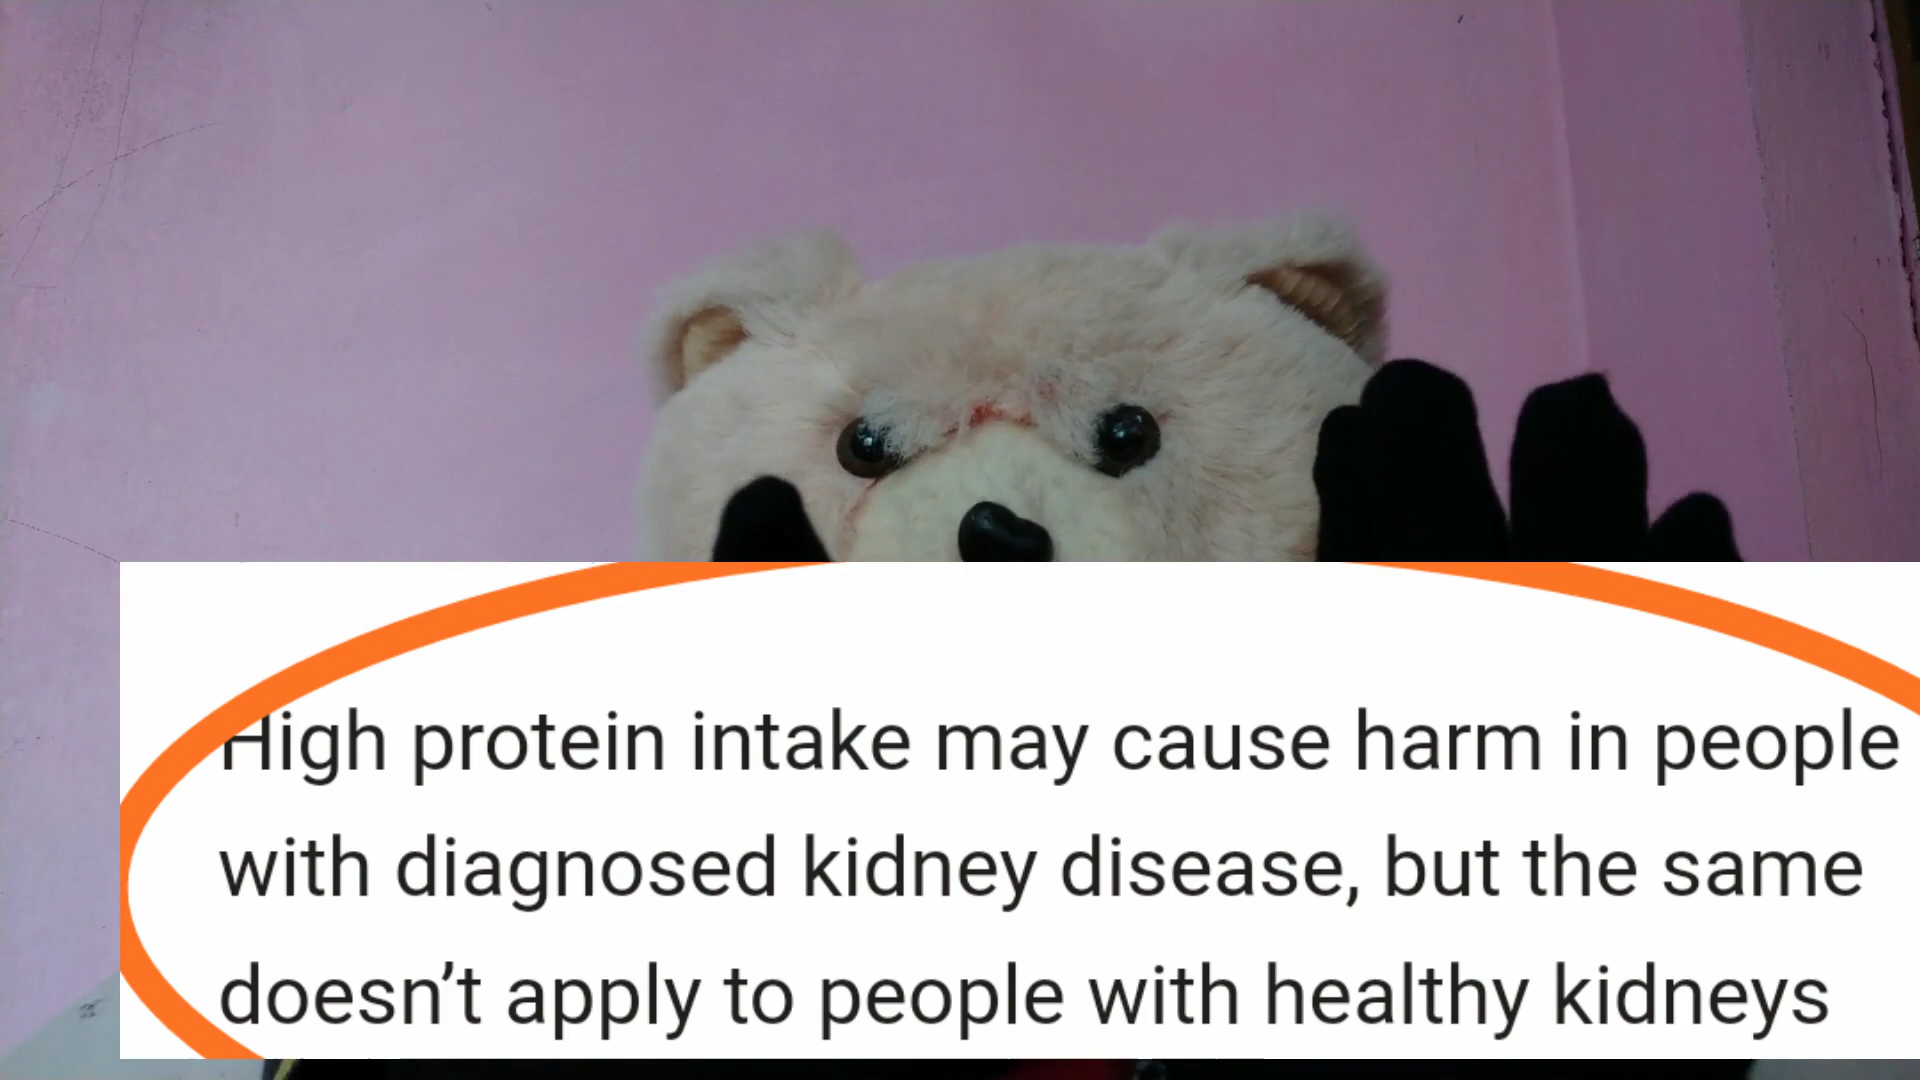 High protein intake may cause harm in people
with diagnosed kidney disease, but the same
doesn’t apply to people with healthy kidneys